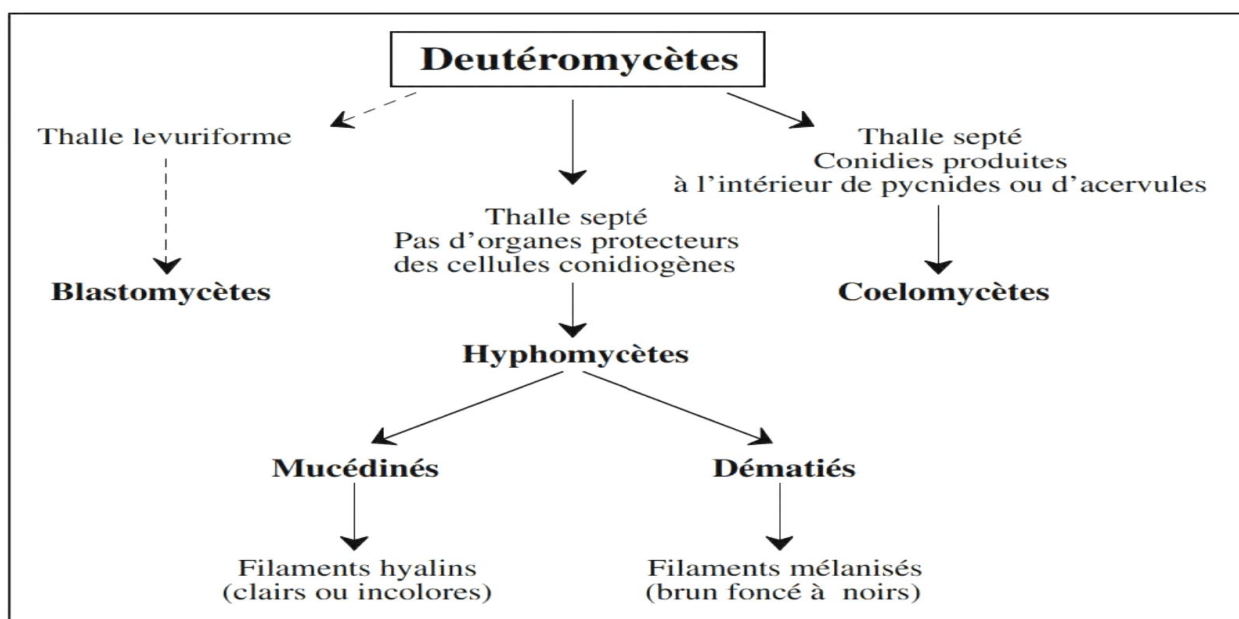 Deutéromycètes
Thalle levuriforme
Blastomycètes
Thalle septé
Pas d’organes protecteurs
des cellules conidiogènes
Hyphomycètes
Thalle septé
Conidies produites
à l’intérieur de pycnides ou d’acervules
Coelomycètes
Mucédinés
Filaments hyalins
(clairs ou incolores)
Dématiés
Filaments mélanisés
(brun foncé à noirs)